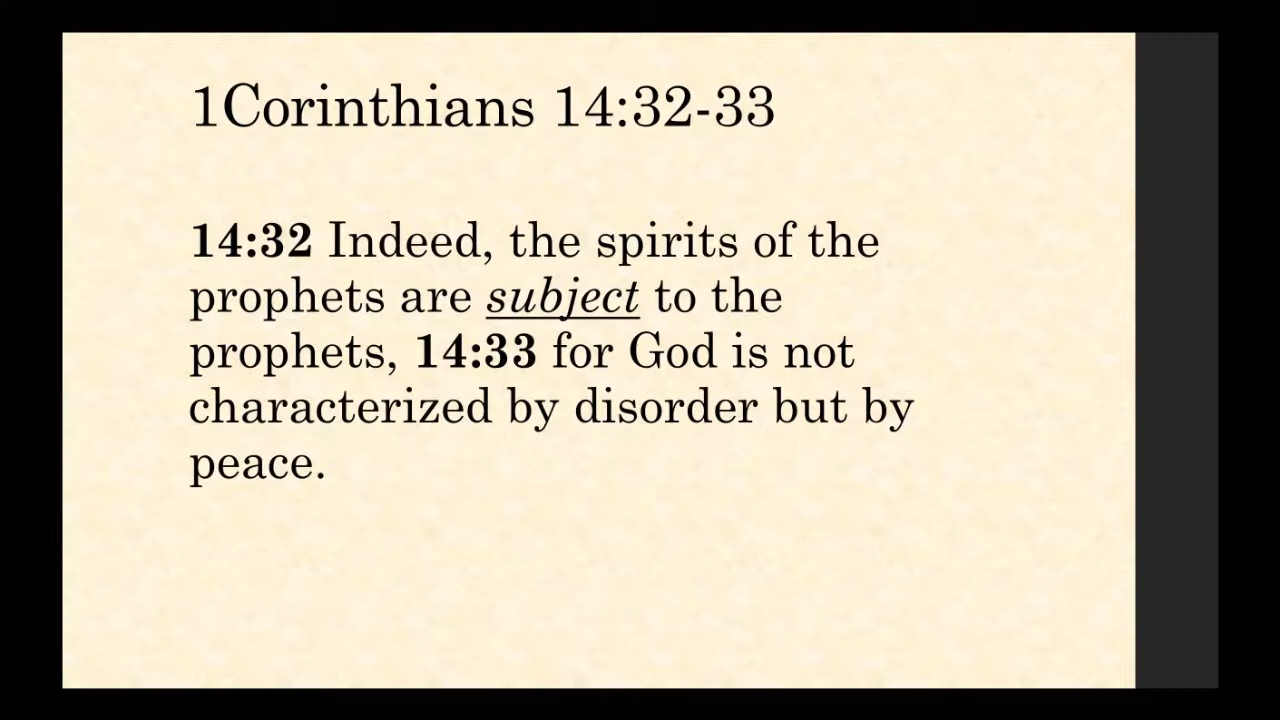 1Corinthians 14:32-33
14:32 Indeed, the spirits of the
prophets are subject to the
prophets, 14:33 for God is not
characterized by disorder but by
peace.